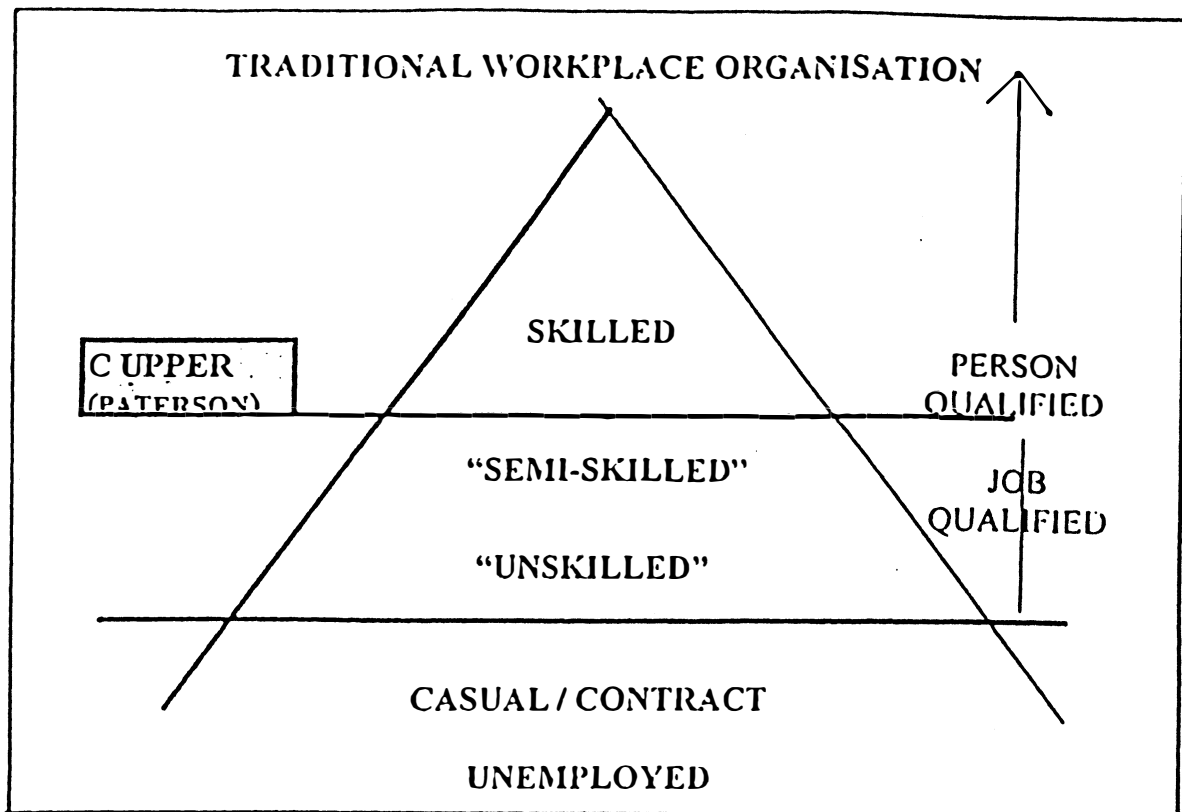 TRADITIONAL WORKPLACE ORGANISATION
SKILLED
C UPPER
(PATERSON)
PERSON
QUALIFIED
“SEMI-SKILLED”
JOB
QUALIFIED
“UNSKILLED”
CASUAL / CONTRACT
UNEMPLOYED